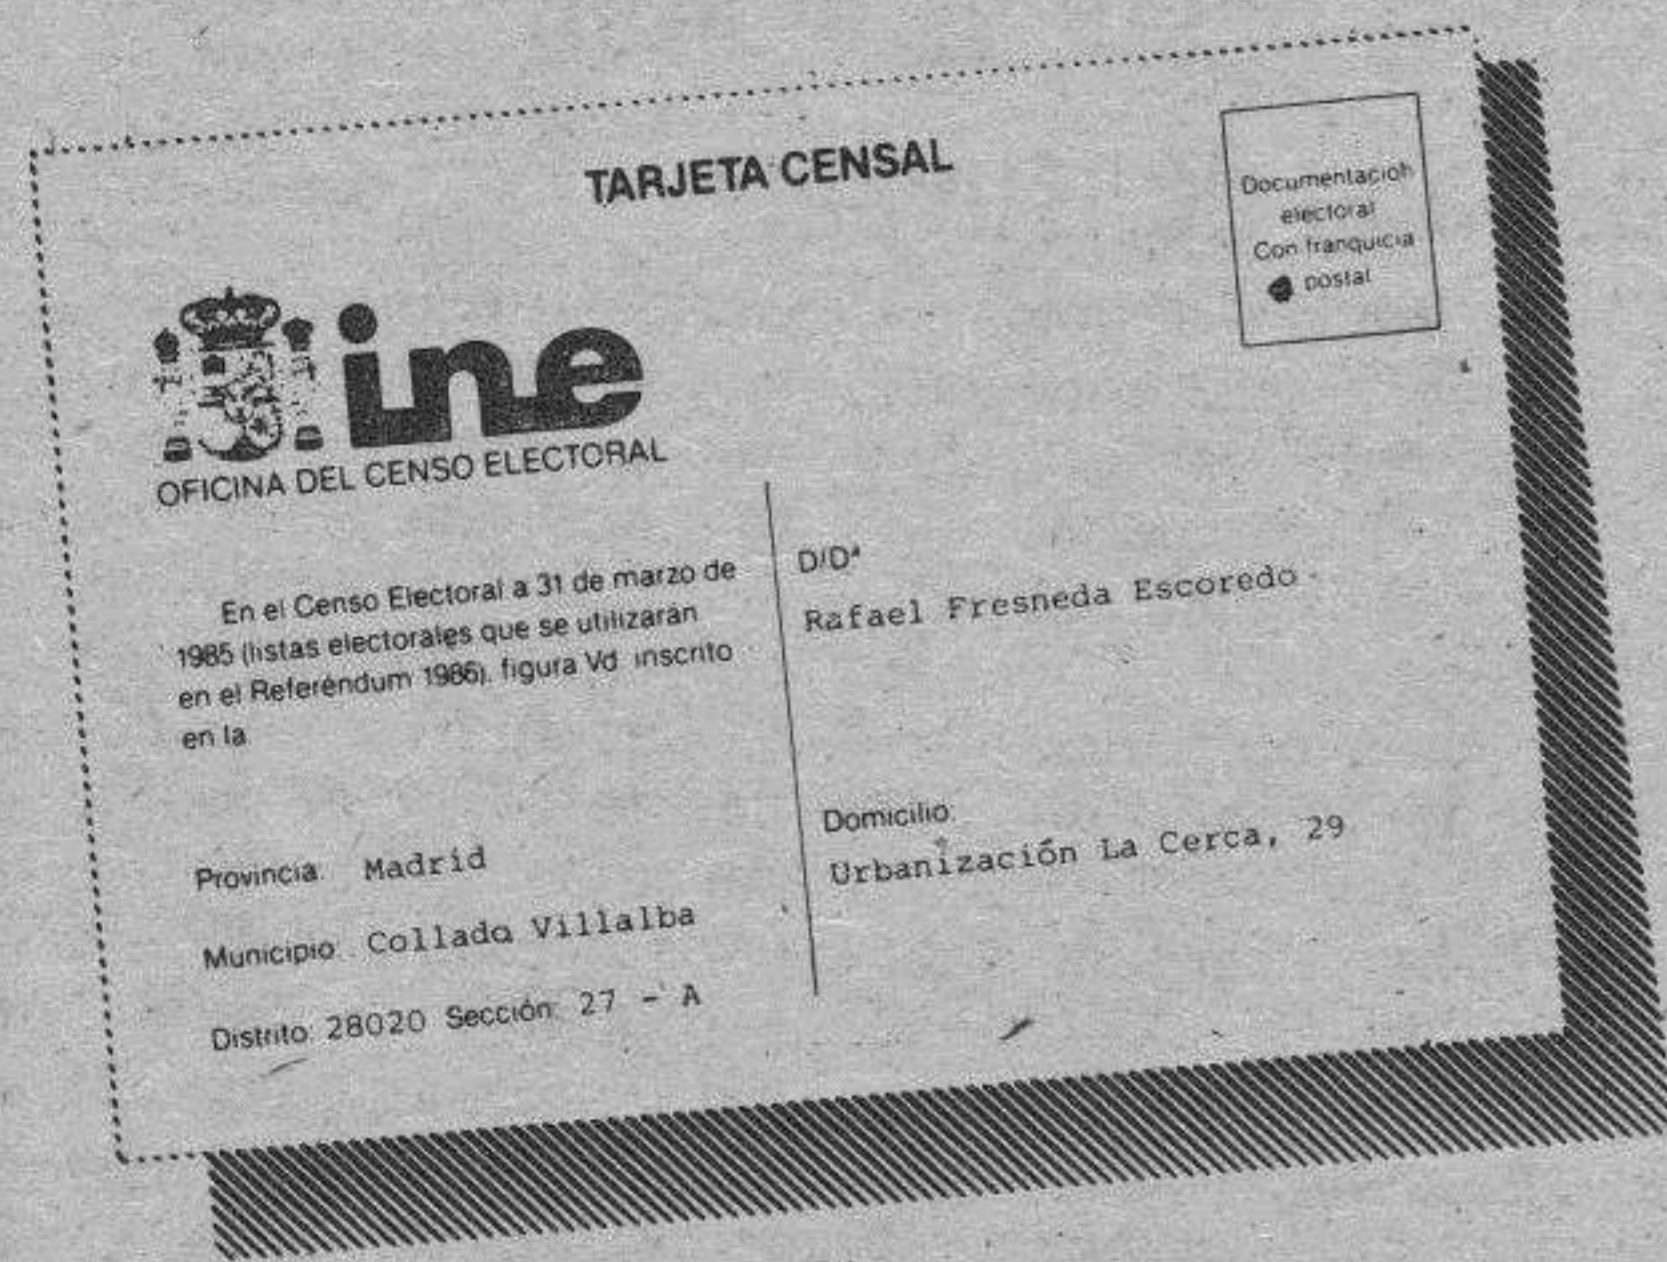 TARJETA CENSAL
Documentación
electoral
Con franquicia
postal
ine
OFICINA DEL CENSO ELECTORAL
En el Censo Electoral a 31 de marzo de
1985 (listas electorales que se utilizarán
en el Referéndum 1986), figura Vd inscrito
en la
Provincia: Madrid
Municipio: Collado Villalba
Distrito: 28020 Sección: 27 - A
D/Dª
Rafael Fresneda Escoredo
Domicilio:
Urbanización La Cerca, 29